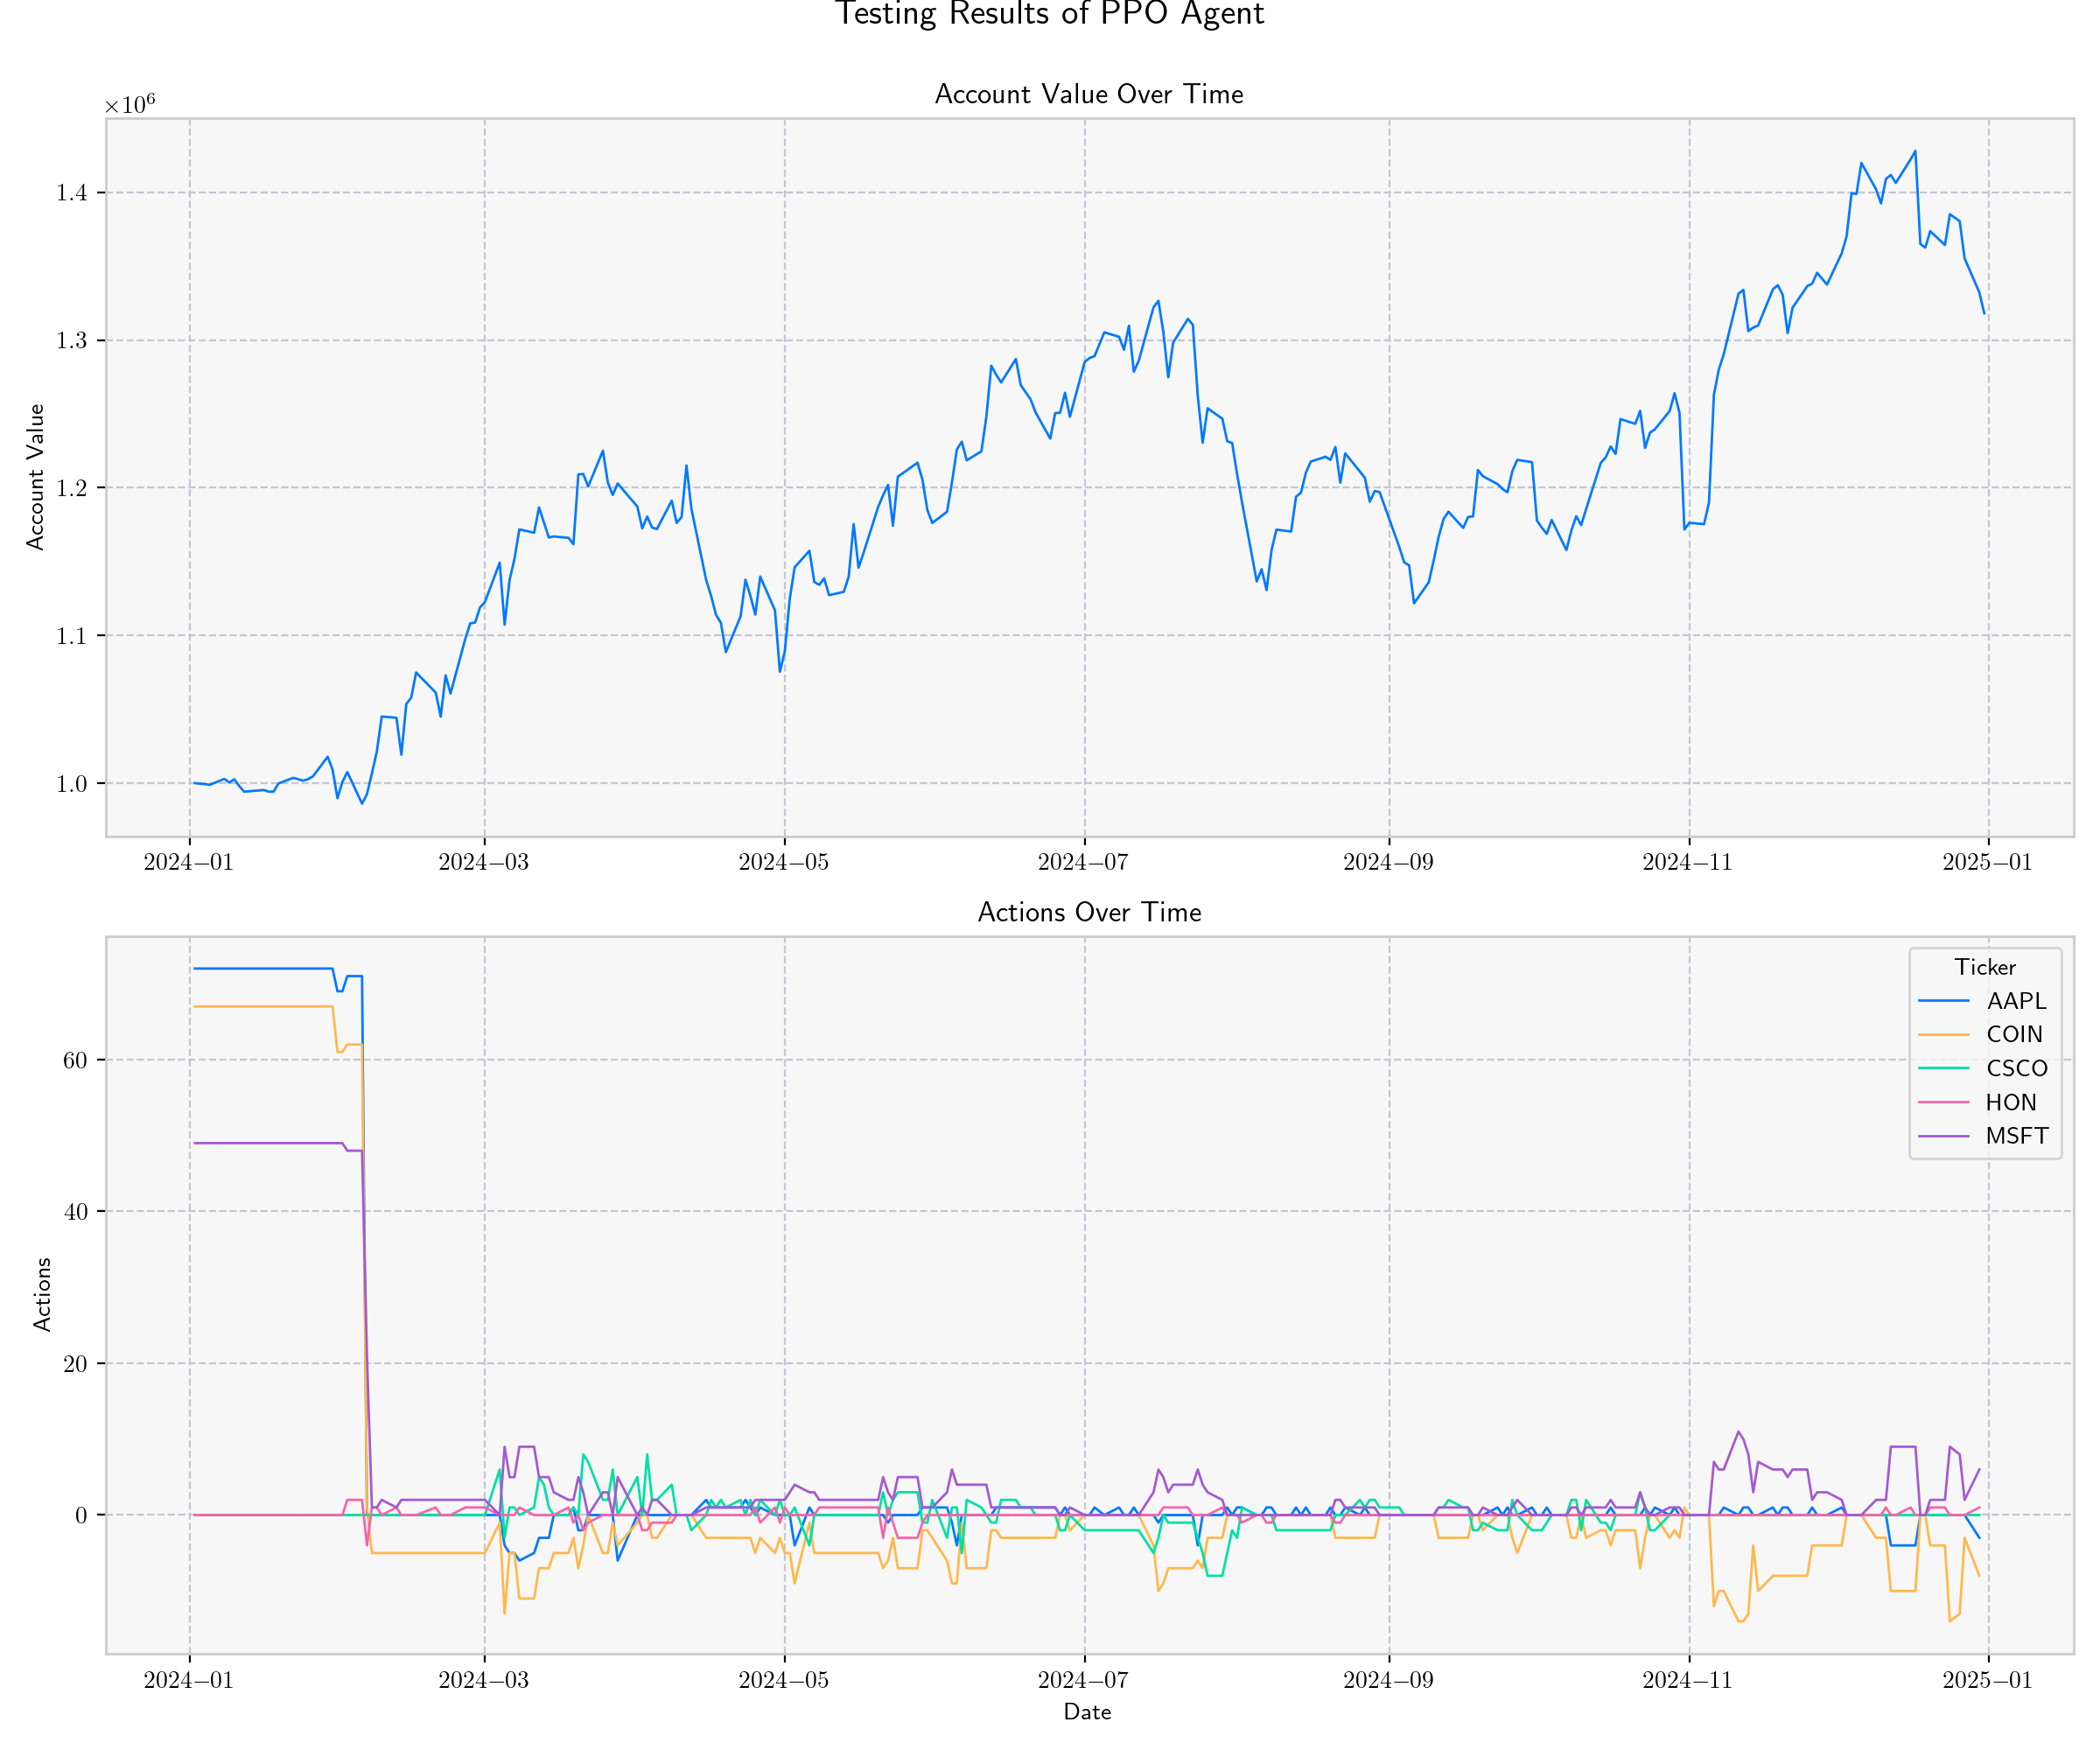 Testing Results of PPO Agent
Account Value Over Time
×10⁶
Account Value
1.4
1.3
1.2
1.1
1.0
2024–01 2024–03 2024–05 2024–07 2024–09 2024–11 2025–01
Actions Over Time
Actions
60
40
20
0
Ticker
AAPL
COIN
CSCO
HON
MSFT
2024–01 2024–03 2024–05 2024–07 2024–09 2024–11 2025–01
Date